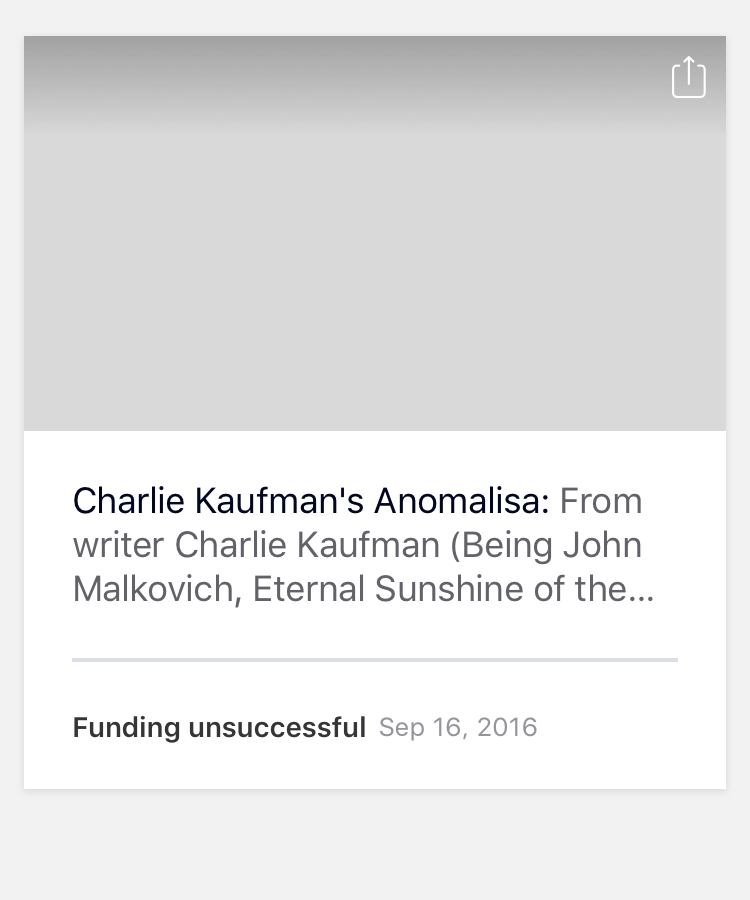 Charlie Kaufman's Anomalisa: From
writer Charlie Kaufman (Being John
Malkovich, Eternal Sunshine of the...
Funding unsuccessful Sep 16, 2016